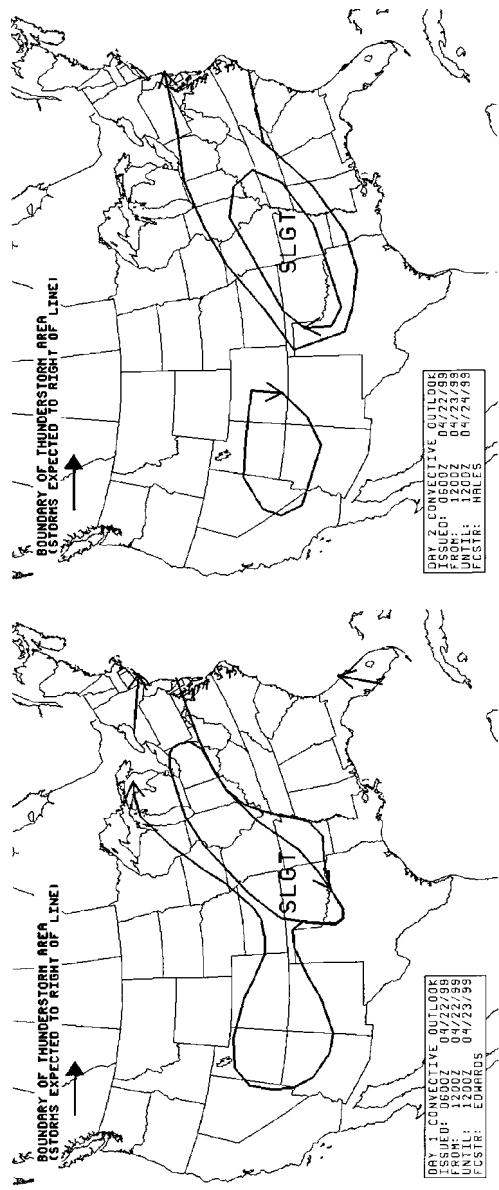 BOUNDARY OF THUNDERSTORM AREA
(STORMS EXPECTED TO RIGHT OF LINE)
SLGT
DAY 1 CONVECTIVE OUTLOOK
ISSUED: 0600Z 04/22/99
FROM: 1200Z 04/22/99
UNTIL: 1200Z 04/23/99
FCSTR: EDWARDS
BOUNDARY OF THUNDERSTORM AREA
(STORMS EXPECTED TO RIGHT OF LINE)
SLGT
DAY 2 CONVECTIVE OUTLOOK
ISSUED: 0600Z 04/22/99
FROM: 1200Z 04/23/99
UNTIL: 1200Z 04/24/99
FCSTR: HALES